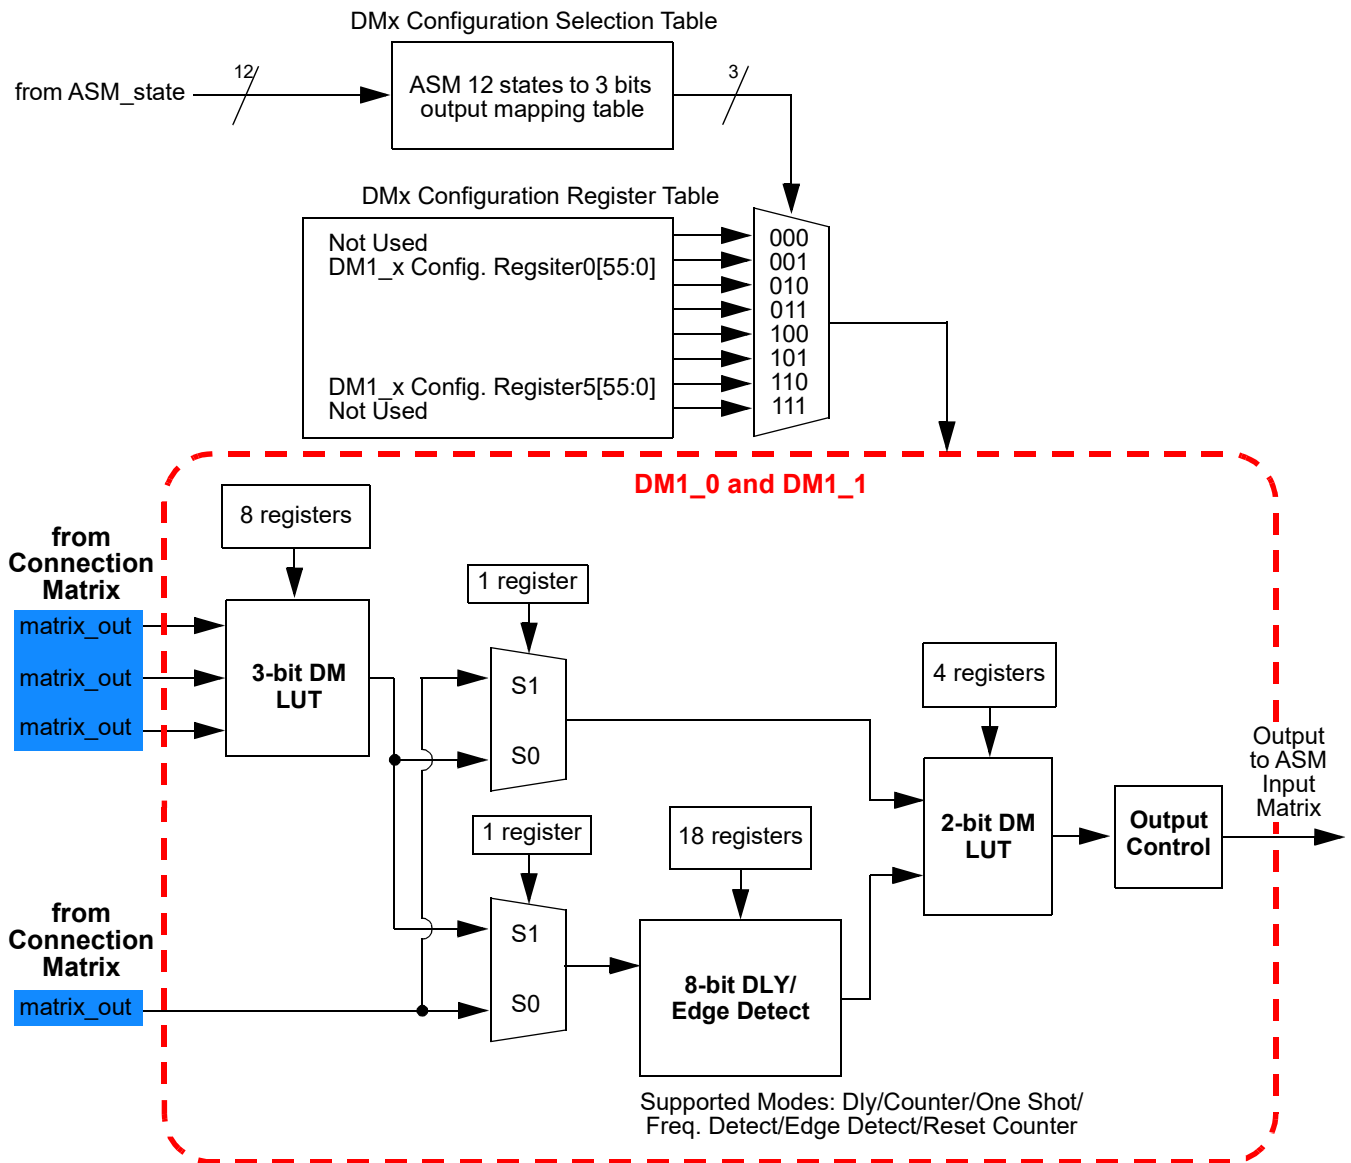 DMx Configuration Selection Table
from ASM_state
12
ASM 12 states to 3 bits
output mapping table
3
DMx Configuration Register Table
Not Used
DM1_x Config. Regsiter0[55:0]
DM1_x Config. Register5[55:0]
Not Used
000
001
010
011
100
101
110
111
DM1_0 and DM1_1
8 registers
from
Connection
Matrix
matrix_out
matrix_out
matrix_out
3-bit DM
LUT
1 register
S1
S0
4 registers
2-bit DM
LUT
Output
Control
Output
to ASM
Input
Matrix
1 register
18 registers
from
Connection
Matrix
matrix_out
S1
S0
8-bit DLY/
Edge Detect
Supported Modes: Dly/Counter/One Shot/
Freq. Detect/Edge Detect/Reset Counter